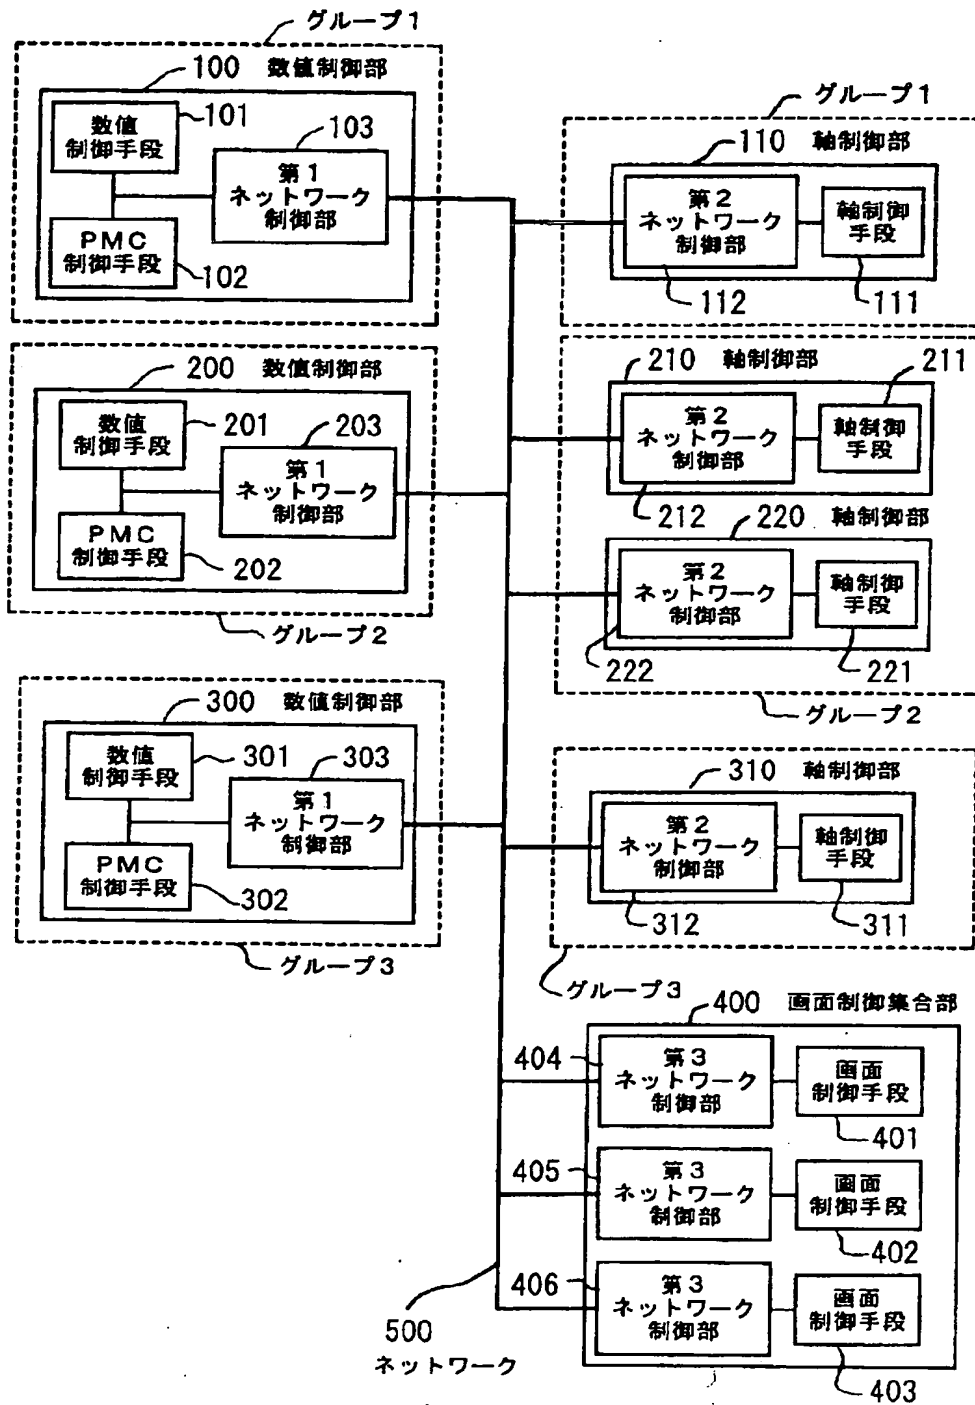 グループ1
100 数値制御部
101
数値
制御手段
103
第1
ネットワーク
制御部
PMC
制御手段
102
200 数値制御部
201
数値
制御手段
203
第1
ネットワーク
制御部
PMC
制御手段
202
グループ2
300 数値制御部
301
数値
制御手段
303
第1
ネットワーク
制御部
PMC
制御手段
302
グループ3
グループ1
110 軸制御部
第2
ネットワーク
制御部
軸制御
手段
112
111
210 軸制御部
211
第2
ネットワーク
制御部
軸制御
手段
212
220 軸制御部
第2
ネットワーク
制御部
軸制御
手段
222
221
グループ2
310 軸制御部
第2
ネットワーク
制御部
軸制御
手段
312
311
グループ3
400 画面制御集合部
404
第3
ネットワーク
制御部
画面
制御手段
401
405
第3
ネットワーク
制御部
画面
制御手段
402
406
第3
ネットワーク
制御部
画面
制御手段
403
500
ネットワーク